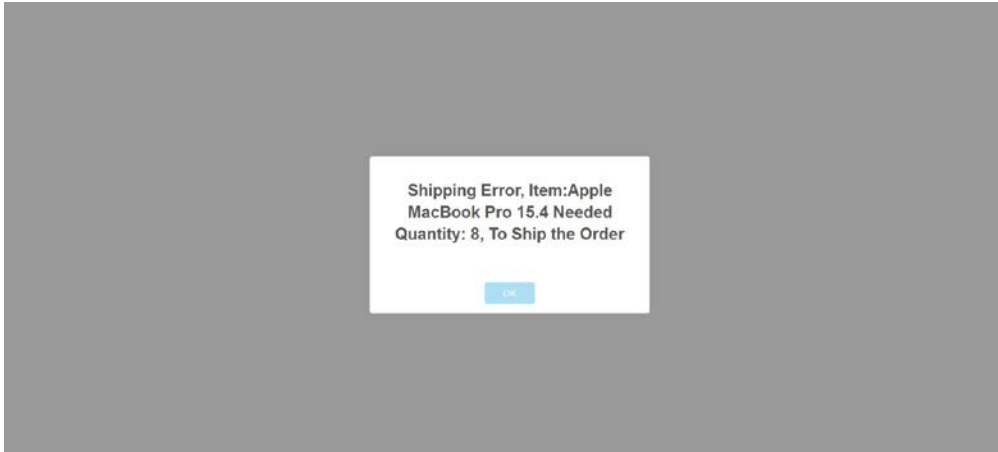 Shipping Error, Item:Apple
MacBook Pro 15.4 Needed
Quantity: 8, To Ship the Order
OK